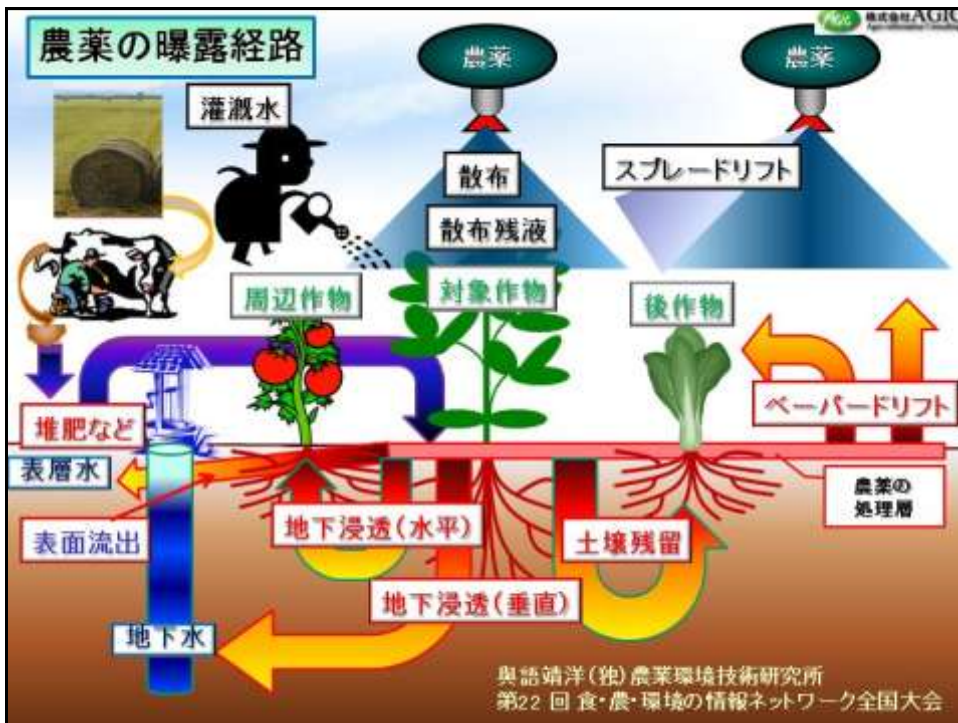 農薬の曝露経路
株式会社AGIC
農薬
農薬
灌漑水
スプレードリフト
散布
散布残液
周辺作物
対象作物
後作物
堆肥など
ベーパードリフト
表層水
農薬の
処理層
表面流出
地下浸透(水平)
土壌残留
地下浸透(垂直)
地下水
與語靖洋(独)農業環境技術研究所
第22回 食・農・環境の情報ネットワーク全国大会